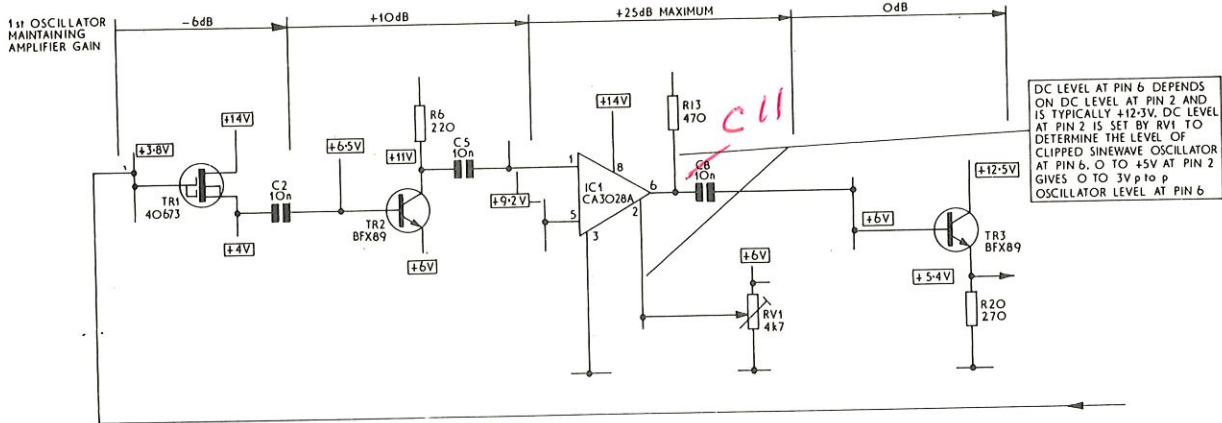 1st OSCILLATOR
MAINTAINING
AMPLIFIER GAIN
-6dB
+10dB
+25dB MAXIMUM
0dB
+3.8V
+14V
TR1
40673
+4V
C2
10n
+6.5V
R6
220
+11V
TR2
BFX89
+6V
C5
10n
+9.2V
1
5
3
IC1
CA3028A
8
6
2
+14V
R13
470
C11
C8
10n
+6V
RV1
4k7
+6V
+12.5V
TR3
BFX89
+5.4V
R20
270
DC LEVEL AT PIN 6 DEPENDS
ON DC LEVEL AT PIN 2 AND
IS TYPICALLY +12.3V. DC LEVEL
AT PIN 2 IS SET BY RV1 TO
DETERMINE THE LEVEL OF
CLIPPED SINEWAVE OSCILLATOR
AT PIN 6. 0 TO +5V AT PIN 2
GIVES 0 TO 3V p to p
OSCILLATOR LEVEL AT PIN 6